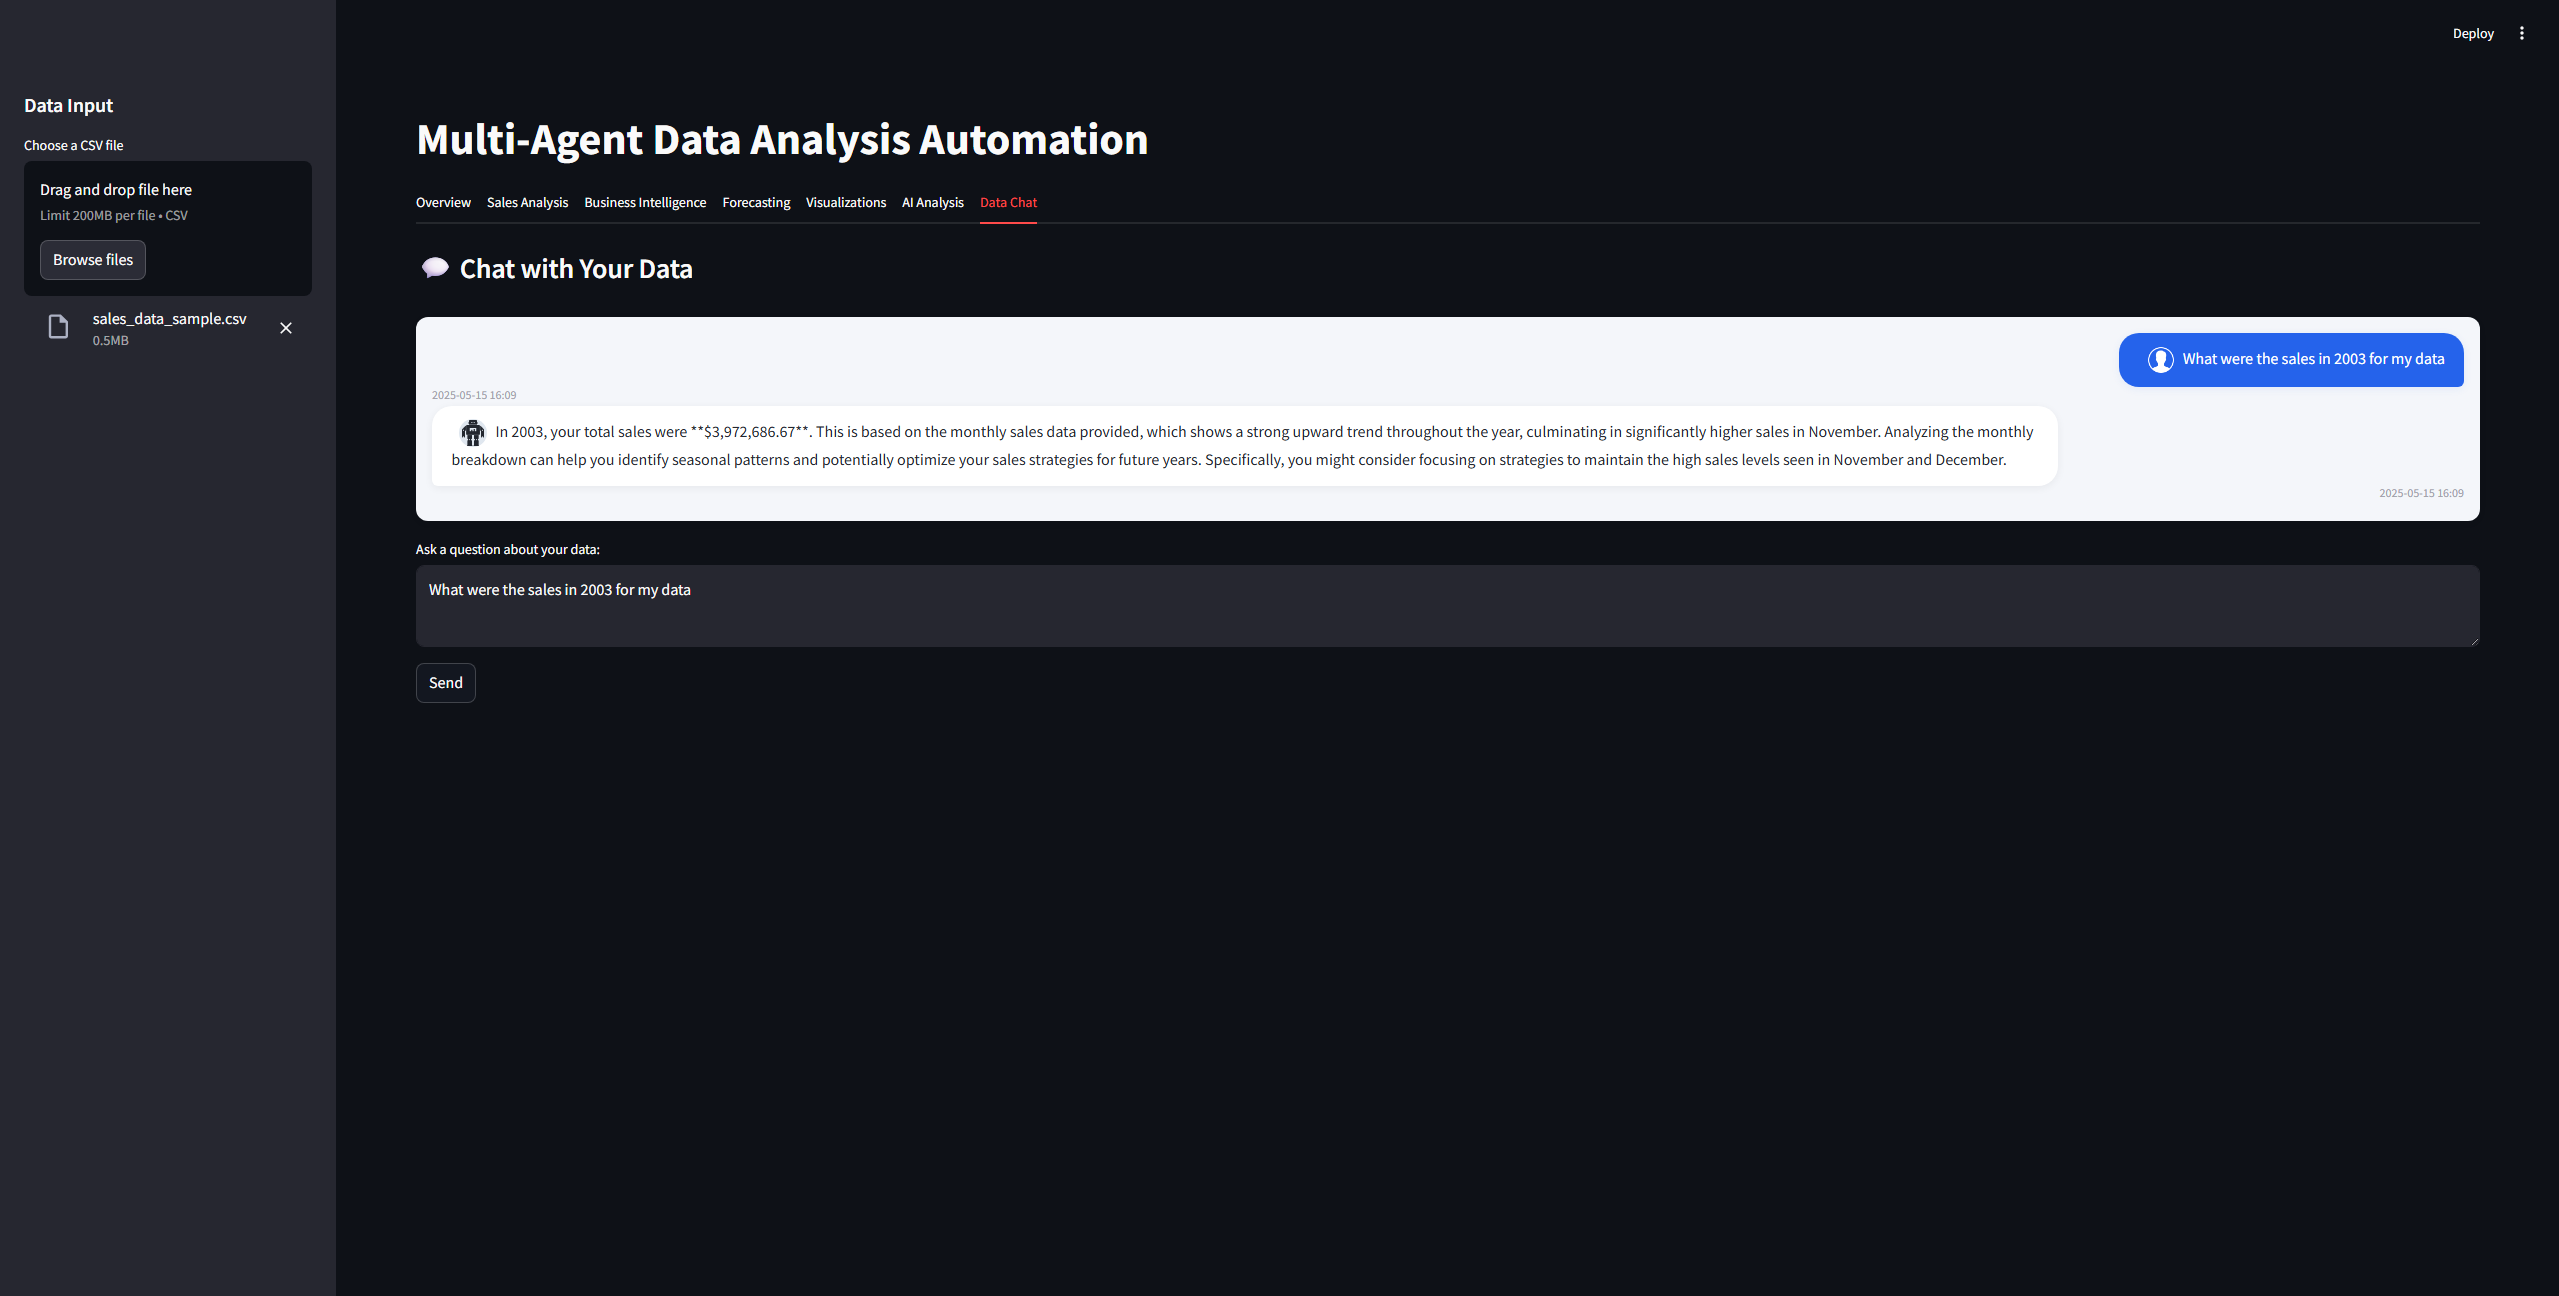 Deploy
Data Input
Choose a CSV file
Drag and drop file here
Limit 200MB per file • CSV
Browse files
sales_data_sample.csv
0.5MB
Multi-Agent Data Analysis Automation
Overview Sales Analysis Business Intelligence Forecasting Visualizations AI Analysis Data Chat
Chat with Your Data
What were the sales in 2003 for my data
2025-05-15 16:09
In 2003, your total sales were **$3,972,686.67**. This is based on the monthly sales data provided, which shows a strong upward trend throughout the year, culminating in significantly higher sales in November. Analyzing the monthly
breakdown can help you identify seasonal patterns and potentially optimize your sales strategies for future years. Specifically, you might consider focusing on strategies to maintain the high sales levels seen in November and December.
2025-05-15 16:09
Ask a question about your data:
What were the sales in 2003 for my data
Send